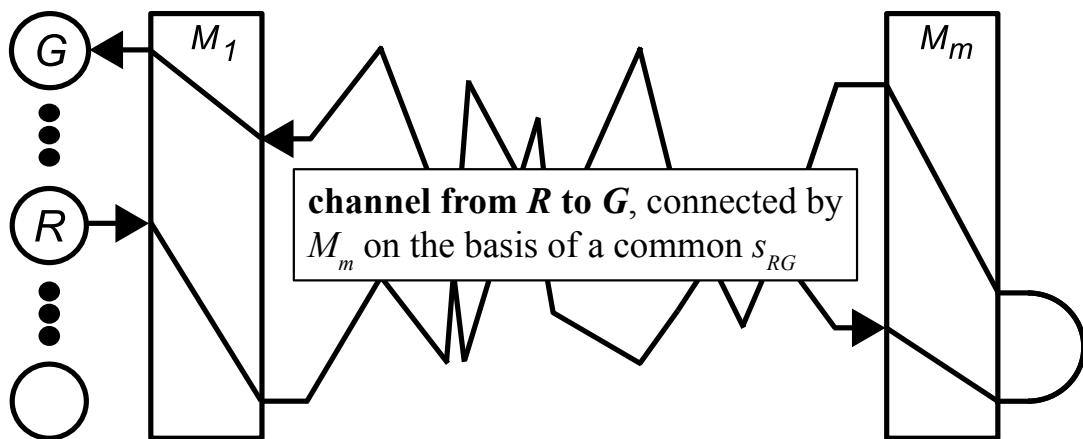 G
M1
Mm
R
channel from R to G, connected by
Mm on the basis of a common sRG